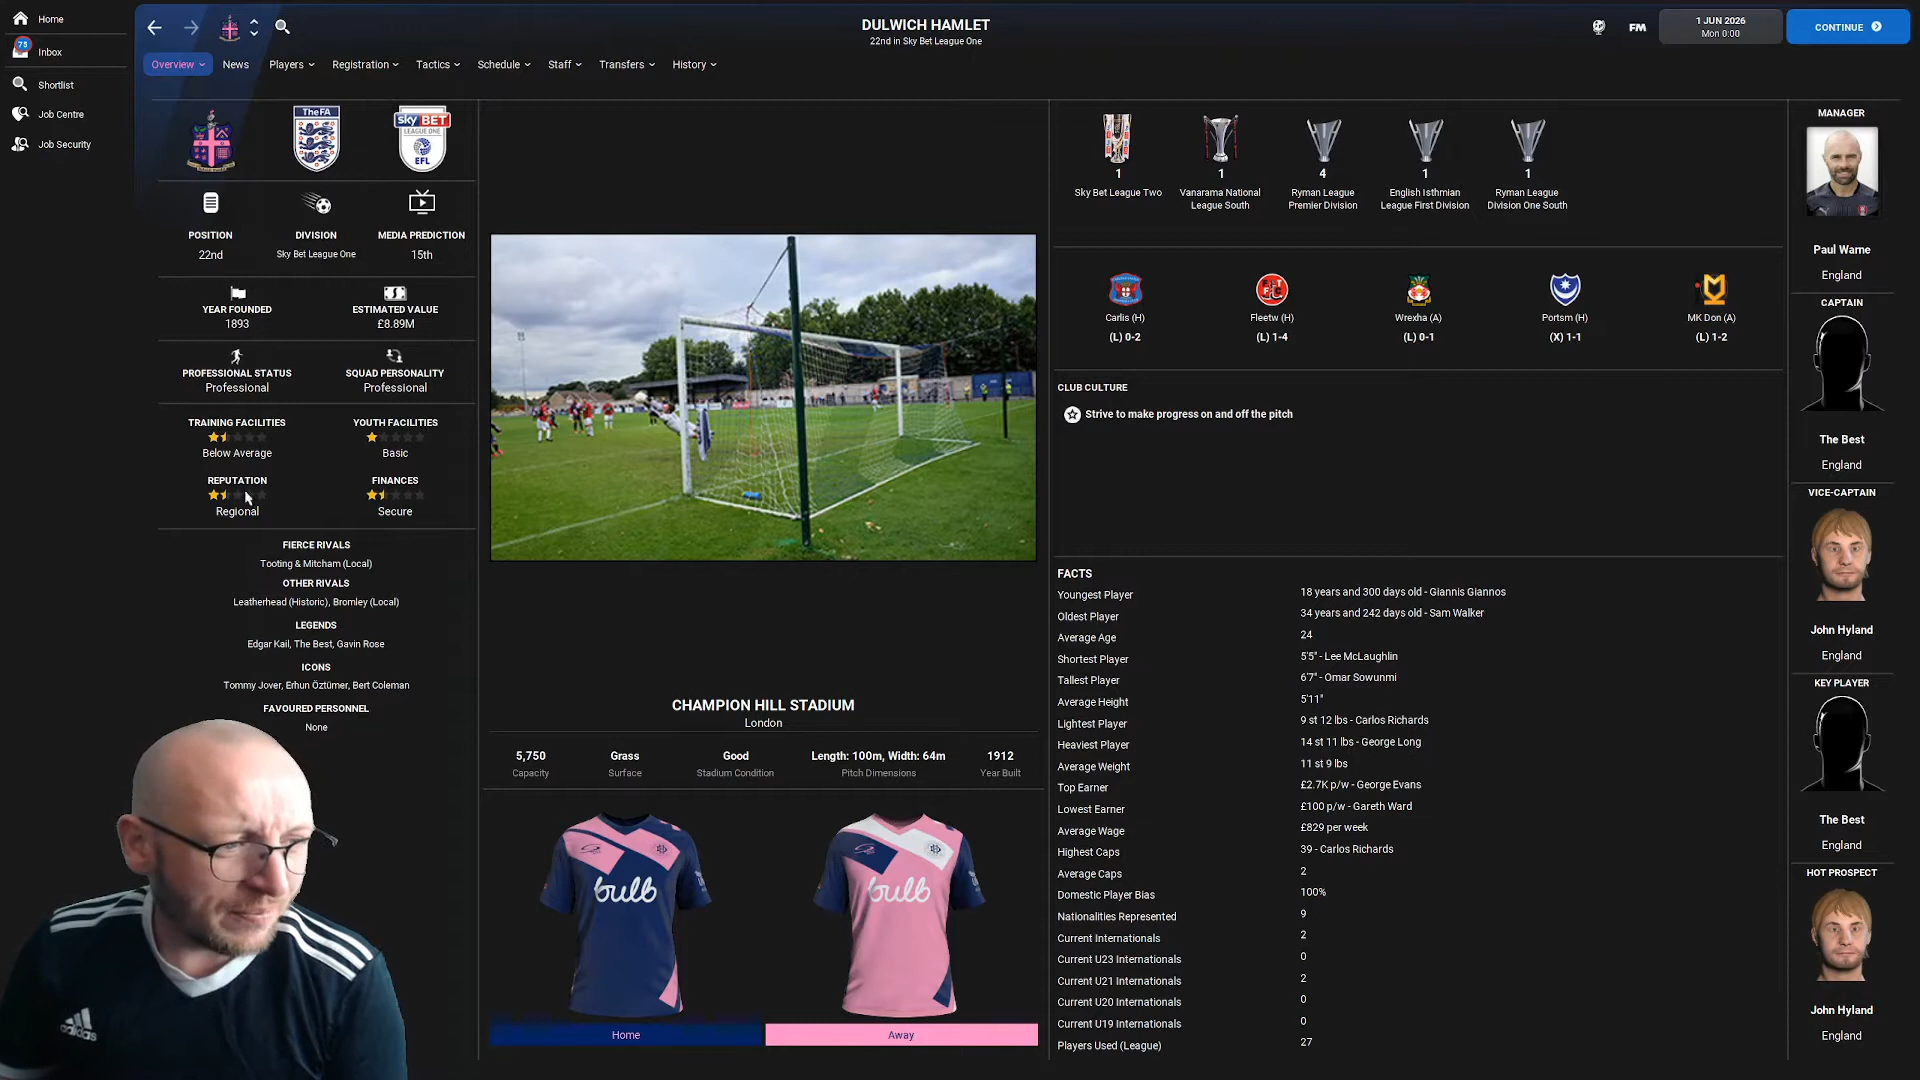 Home
75
Inbox
Shortlist
Job Centre
Job Security
DULWICH HAMLET
22nd in Sky Bet League One
FM
1 JUN 2026
Mon 0:00
CONTINUE
Overview
News
Players
Registration
Tactics
Schedule
Staff
Transfers
History
TheFA
sky BET
LEAGUE ONE
EFL
POSITION
22nd
DIVISION
Sky Bet League One
MEDIA PREDICTION
15th
YEAR FOUNDED
1893
ESTIMATED VALUE
£8.89M
PROFESSIONAL STATUS
Professional
SQUAD PERSONALITY
Professional
TRAINING FACILITIES
Below Average
YOUTH FACILITIES
Basic
REPUTATION
Regional
FINANCES
Secure
FIERCE RIVALS
Tooting & Mitcham (Local)
OTHER RIVALS
Leatherhead (Historic), Bromley (Local)
LEGENDS
Edgar Kail, The Best, Gavin Rose
ICONS
Tommy Jover, Erhun Öztümer, Bert Coleman
FAVOURED PERSONNEL
None
adidas
CHAMPION HILL STADIUM
London
5,750
Capacity
Grass
Surface
Good
Stadium Condition
Length: 100m, Width: 64m
Pitch Dimensions
1912
Year Built
bulb
Home
bulb
Away
1
Sky Bet League Two
1
Vanarama National
League South
4
Ryman League
Premier Division
1
English Isthmian
League First Division
1
Ryman League
Division One South
Carlis (H)
(L) 0-2
Fleetw (H)
(L) 1-4
Wrexha (A)
(L) 0-1
Portsm (H)
(X) 1-1
MK Don (A)
(L) 1-2
CLUB CULTURE
Strive to make progress on and off the pitch
FACTS
Youngest Player 18 years and 300 days old - Giannis Giannos
Oldest Player 34 years and 242 days old - Sam Walker
Average Age 24
Shortest Player 5'5" - Lee McLaughlin
Tallest Player 6'7" - Omar Sowunmi
Average Height 5'11"
Lightest Player 9 st 12 lbs - Carlos Richards
Heaviest Player 14 st 11 lbs - George Long
Average Weight 11 st 9 lbs
Top Earner £2.7K p/w - George Evans
Lowest Earner £100 p/w - Gareth Ward
Average Wage £829 per week
Highest Caps 39 - Carlos Richards
Average Caps 2
Domestic Player Bias 100%
Nationalities Represented 9
Current Internationals 2
Current U23 Internationals 0
Current U21 Internationals 2
Current U20 Internationals 0
Current U19 Internationals 0
Players Used (League) 27
MANAGER
Paul Warne
England
CAPTAIN
The Best
England
VICE-CAPTAIN
John Hyland
England
KEY PLAYER
The Best
England
HOT PROSPECT
John Hyland
England